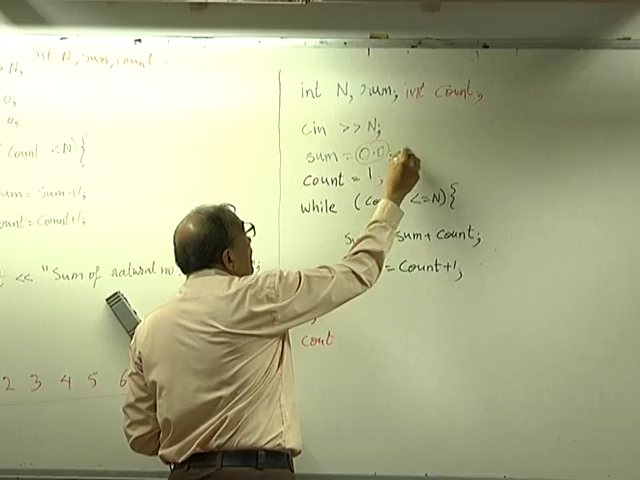 int N, sum, count.
N;
0,
0,
count <N){
sum = sum+1;
count = count+1;
<< "Sum of natural no
2 3 4 5 6
int N, sum; int count;
cin >> N;
sum = 0.0;
count = 1;
while ( <=N){
sum + count;
= count+1;
cout